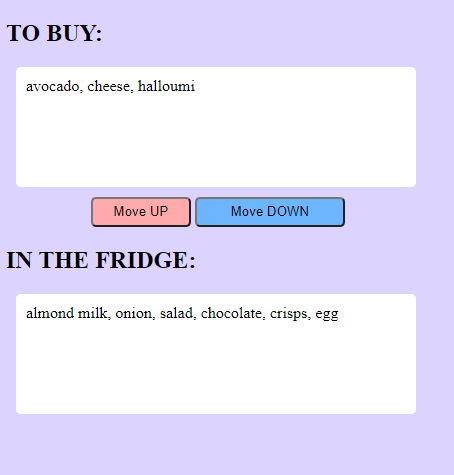 TO BUY:
avocado, cheese, halloumi
Move UP Move DOWN
IN THE FRIDGE:
almond milk, onion, salad, chocolate, crisps, egg